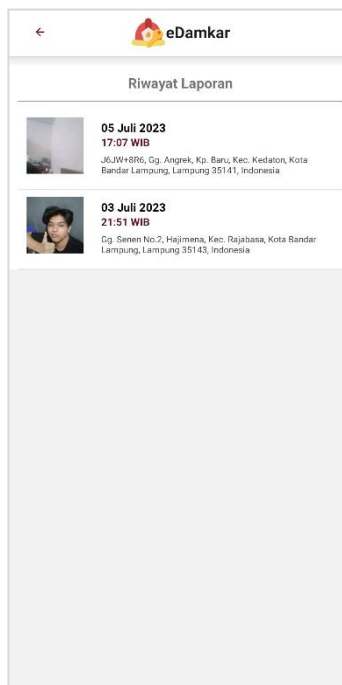 eDamkar
Riwayat Laporan
05 Juli 2023
17:07 WIB
J6JW+8R6, Gg. Angrek, Kp. Baru, Kec. Kedaton, Kota
Bandar Lampung, Lampung 35141, Indonesia
03 Juli 2023
21:51 WIB
Gg. Senen No.2, Hajimena, Kec. Rajabasa, Kota Bandar
Lampung, Lampung 35143, Indonesia